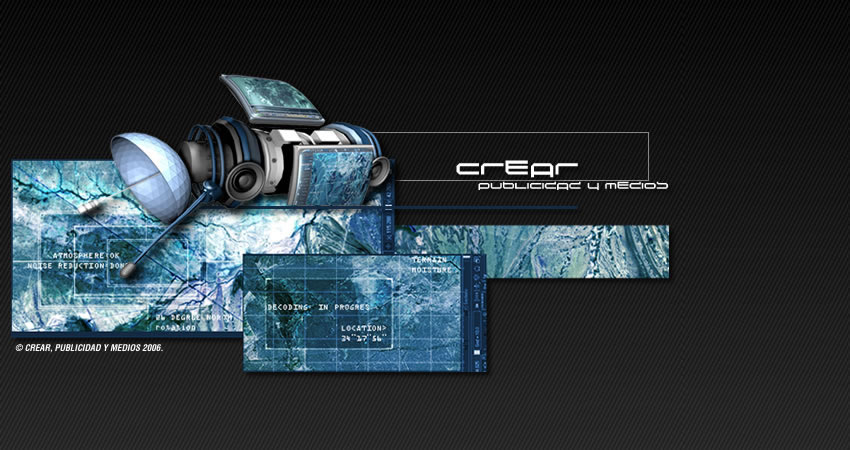 CREAR
PUBLICIDAD Y MEDIOS
ATMOSPHERE OK
NOISE REDUCTION DONE
TERRAIN
MOISTURE
DECODING IN PROGRES
26 DEGREE NORTH
rotation
LOCATION>
34°17'56"
© CREAR, PUBLICIDAD Y MEDIOS 2006.